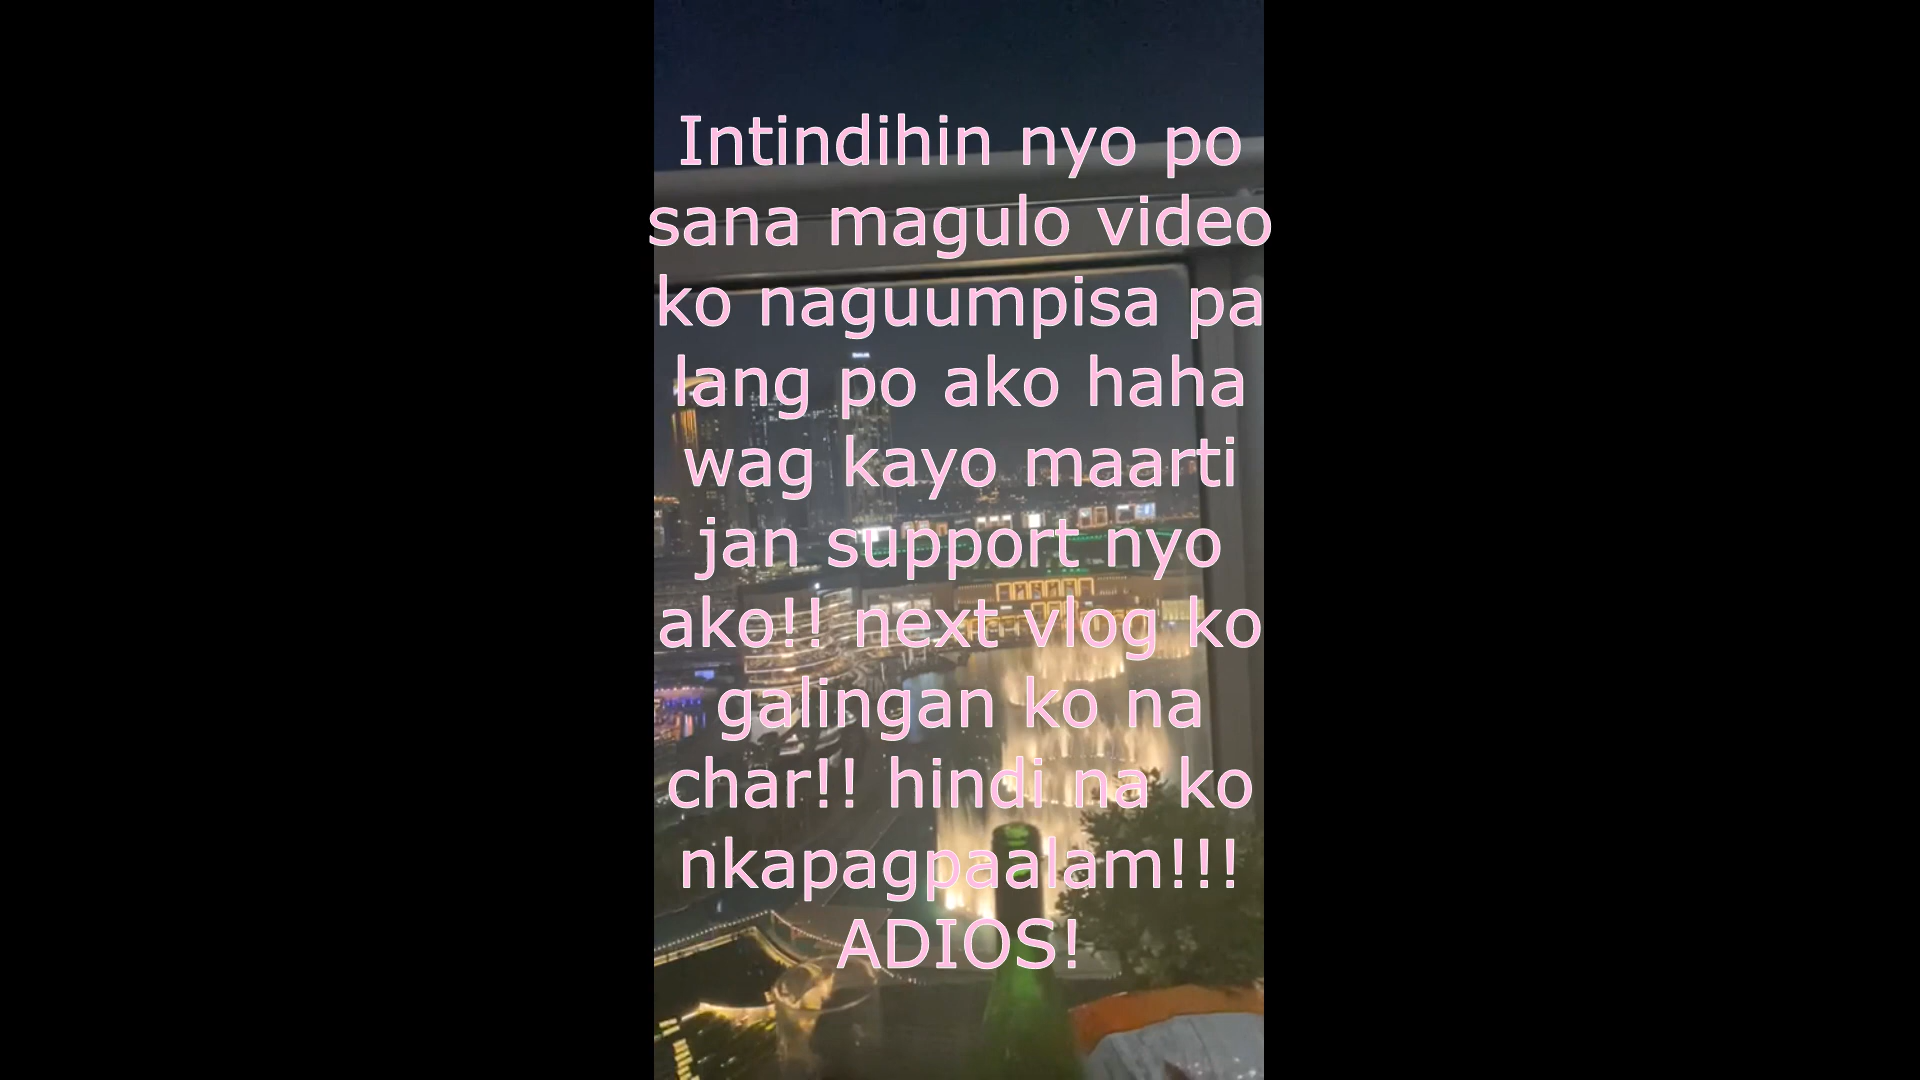 Intindihin nyo po
sana magulo video
ko naguumpisa pa
lang po ako haha
wag kayo maarti
jan support nyo
ako!! next vlog ko
galingan ko na
char!! hindi na ko
nkapagpaalam!!!
ADIOS!